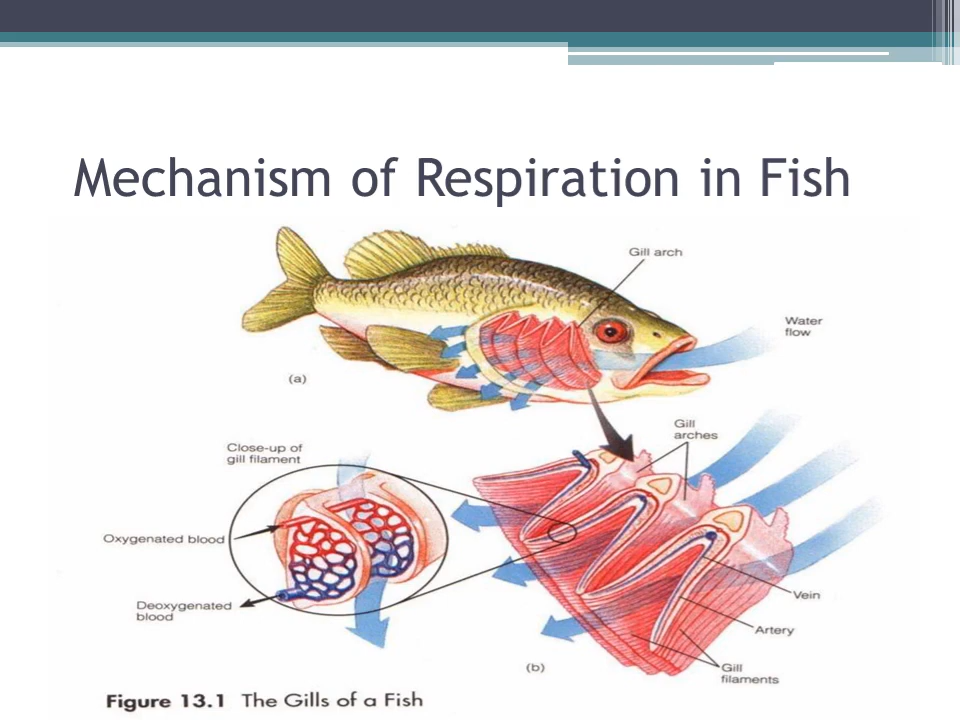 Mechanism of Respiration in Fish
Gill arch
Water
flow
(a)
Gill
arches
Close-up of
gill filament
Oxygenated blood
Deoxygenated
blood
Vein
Artery
Gill
filaments
(b)
Figure 13.1 The Gills of a Fish